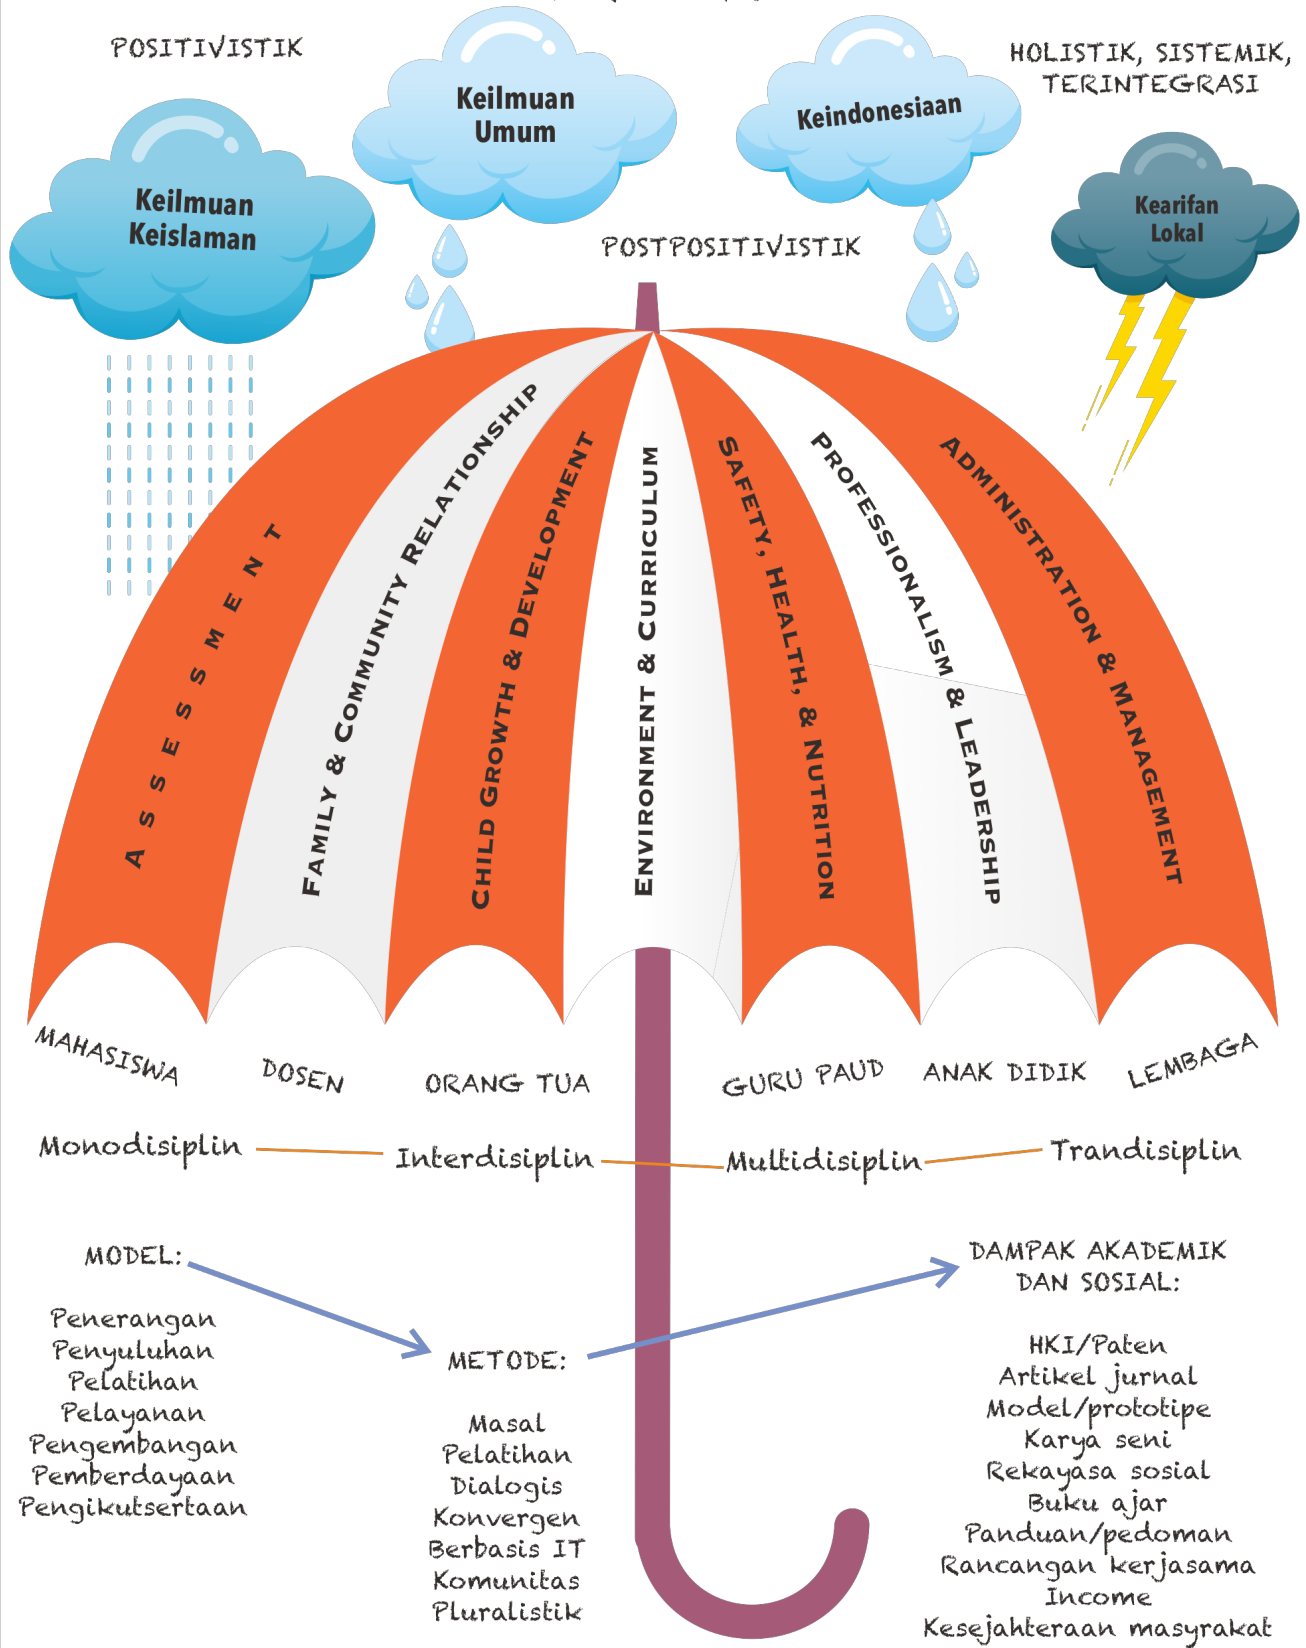 POSITIVISTIK
Keilmuan
Umum
Keindonesiaan
HOLISTIK, SISTEMIK,
TERINTEGRASI
Keilmuan
Keislaman
Kearifan
Lokal
POSTPOSITIVISTIK
ASSESSMENT
FAMILY & COMMUNITY RELATIONSHIP
CHILD GROWTH & DEVELOPMENT
ENVIRONMENT & CURRICULUM
SAFETY, HEALTH, & NUTRITION
PROFESSIONALISM & LEADERSHIP
ADMINISTRATION & MANAGEMENT
MAHASISWA
DOSEN
ORANG TUA
GURU PAUD
ANAK DIDIK
LEMBAGA
Monodisiplin
Interdisiplin
Multidisiplin
Trandisiplin
MODEL:
Penerangan
Penyuluhan
Pelatihan
Pelayanan
Pengembangan
Pemberdayaan
Pengikutsertaan
METODE:
Masal
Pelatihan
Dialogis
Konvergen
Berbasis IT
Komunitas
Pluralistik
DAMPAK AKADEMIK
DAN SOSIAL:
HKI/Paten
Artikel jurnal
Model/prototipe
Karya seni
Rekayasa sosial
Buku ajar
Panduan/pedoman
Rancangan kerjasama
Income
Kesejahteraan masyrakat